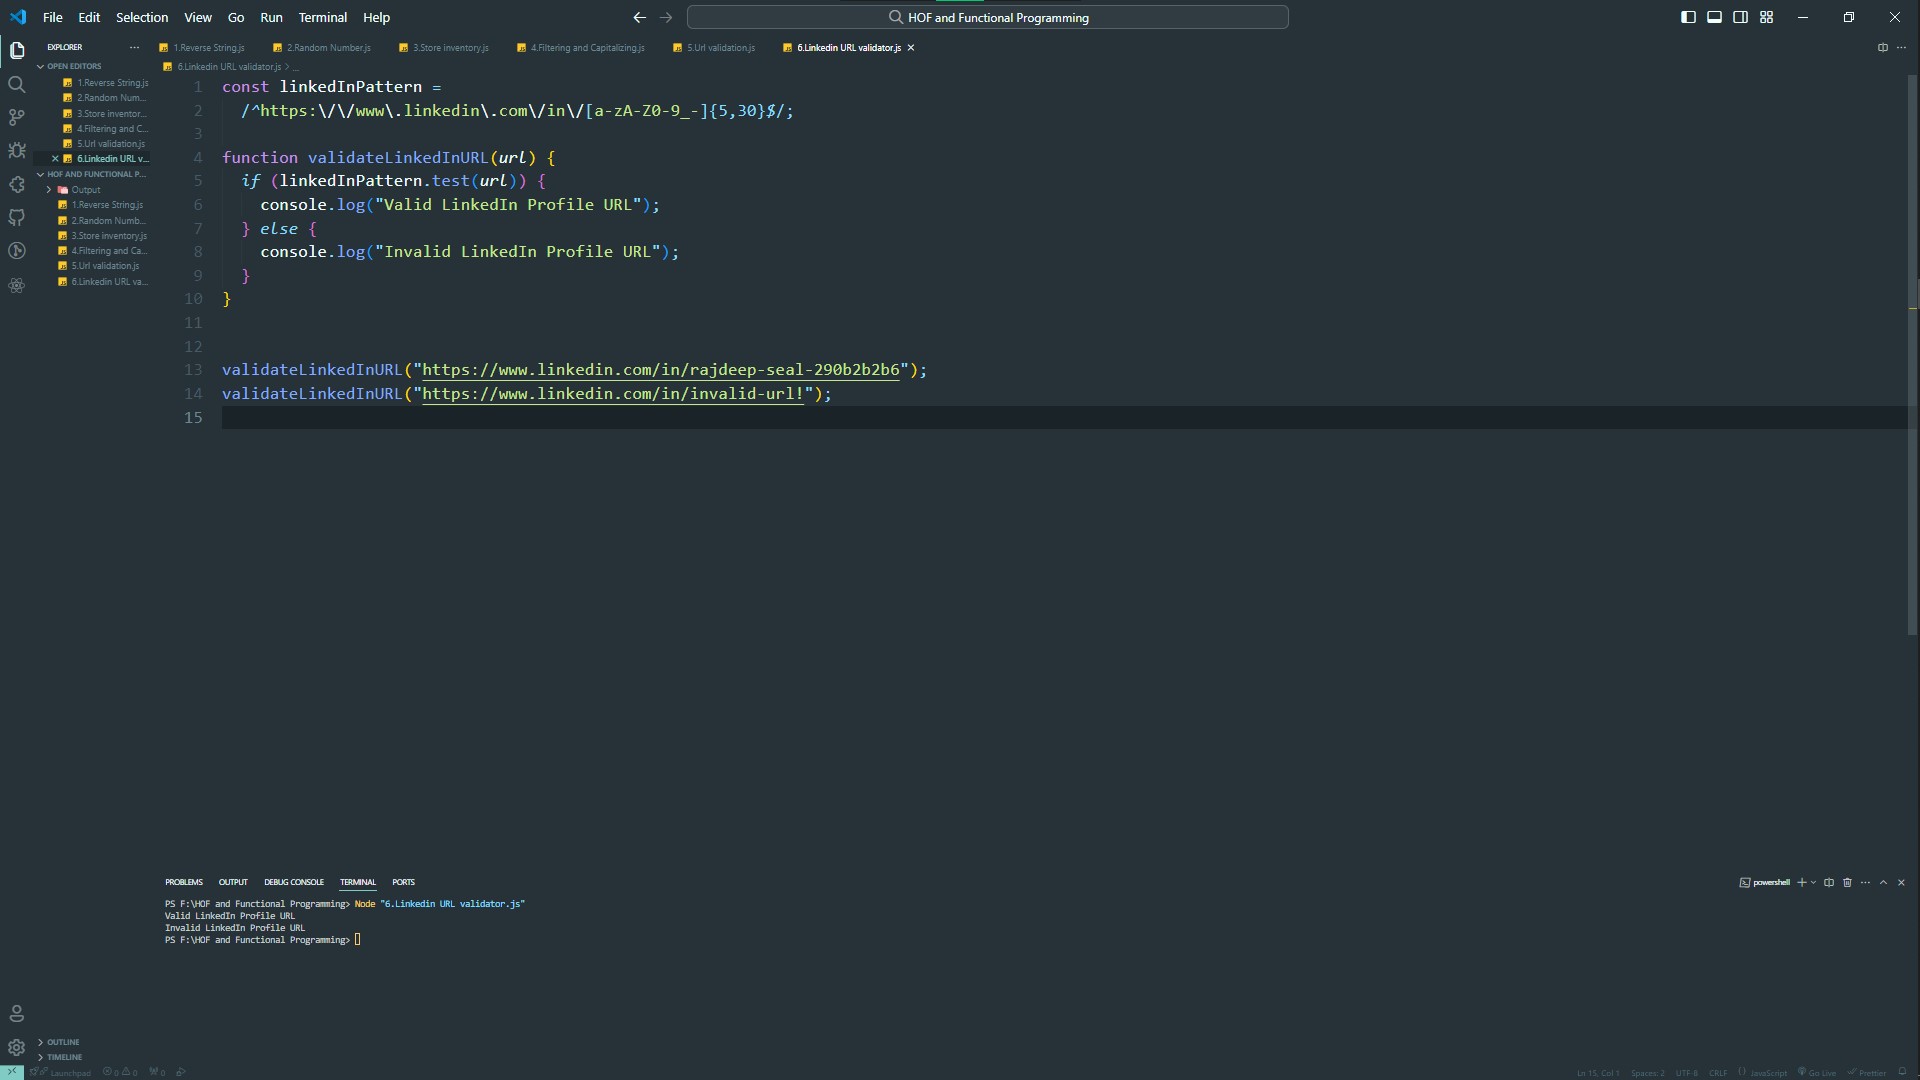 File Edit Selection View Go Run Terminal Help
HOF and Functional Programming
EXPLORER
1.Reverse String.js 2.Random Number.js 3.Store inventory.js 4.Filtering and Capitalizing.js 5.Url validation.js 6.Linkedin URL validator.js
OPEN EDITORS
1.Reverse String.js
2.Random Num...
3.Store inventor...
4.Filtering and C...
5.Url validation.js
6.Linkedin URL v...
HOF AND FUNCTIONAL P...
Output
1.Reverse String.js
2.Random Numb...
3.Store inventory.js
4.Filtering and Ca...
5.Url validation.js
6.Linkedin URL va...
6.Linkedin URL validator.js > ...
1 const linkedInPattern =
2 /^https:\/\/www\.linkedin\.com\/in\/[a-zA-Z0-9_-]{5,30}$/;
3
4 function validateLinkedInURL(url) {
5 if (linkedInPattern.test(url)) {
6 console.log("Valid LinkedIn Profile URL");
7 } else {
8 console.log("Invalid LinkedIn Profile URL");
9 }
10 }
11
12
13 validateLinkedInURL("https://www.linkedin.com/in/rajdeep-seal-290b2b2b6");
14 validateLinkedInURL("https://www.linkedin.com/in/invalid-url!");
15
PROBLEMS OUTPUT DEBUG CONSOLE TERMINAL PORTS
powershell
PS F:\HOF and Functional Programming> Node "6.Linkedin URL validator.js"
Valid LinkedIn Profile URL
Invalid LinkedIn Profile URL
PS F:\HOF and Functional Programming>
OUTLINE
TIMELINE
Launchpad 0 0 0
Ln 15, Col 1 Spaces: 2 UTF-8 CRLF {} JavaScript Go Live Prettier